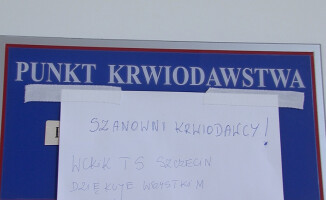 PUNKT KRWIODAWSTWA
SZANOWNI KRWIODAWCY!
WCKIK TS SZCZECIN
DZIĘKUJE WSZYSTKIM